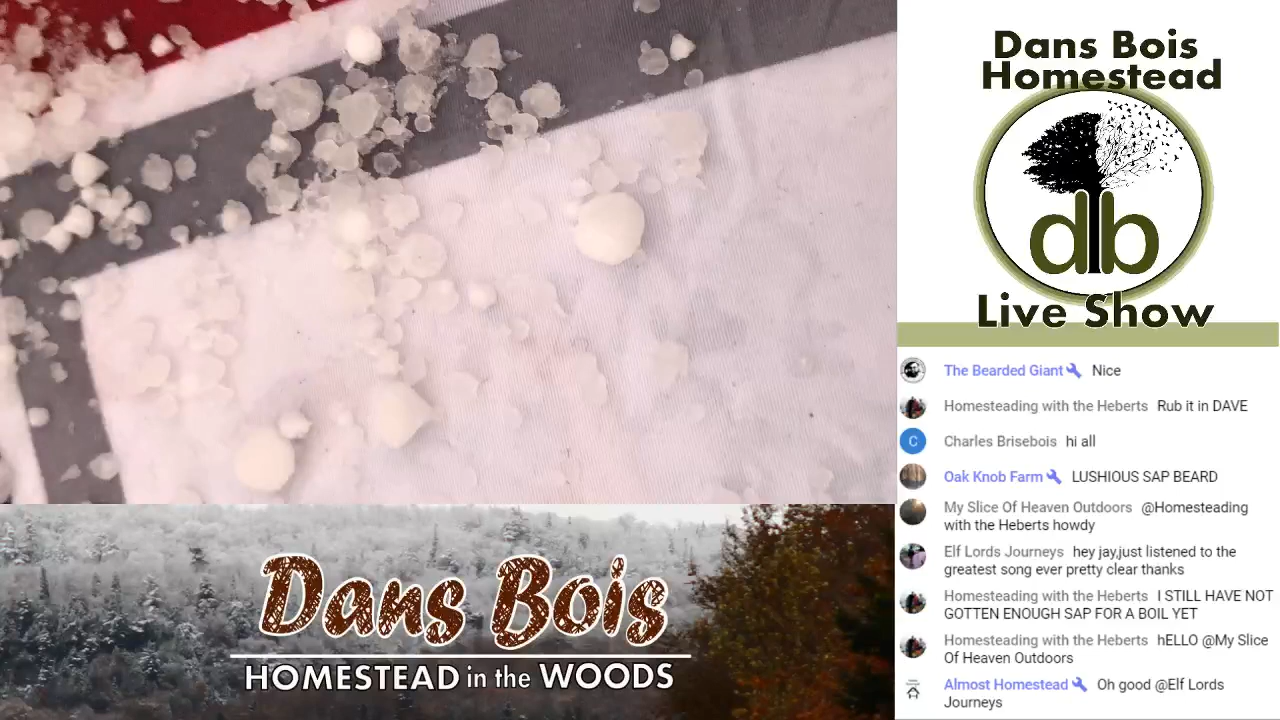 Dans Bois
Homestead
db
Live Show
The Bearded Giant Nice
Homesteading with the Heberts Rub it in DAVE
C Charles Brisebois hi all
Oak Knob Farm LUSHIOUS SAP BEARD
My Slice Of Heaven Outdoors @Homesteading
with the Heberts howdy
Elf Lords Journeys hey jay,just listened to the
greatest song ever pretty clear thanks
Homesteading with the Heberts I STILL HAVE NOT
GOTTEN ENOUGH SAP FOR A BOIL YET
Homesteading with the Heberts hELLO @My Slice
Of Heaven Outdoors
Almost Homestead Oh good @Elf Lords
Journeys
Dans Bois
HOMESTEAD in the WOODS